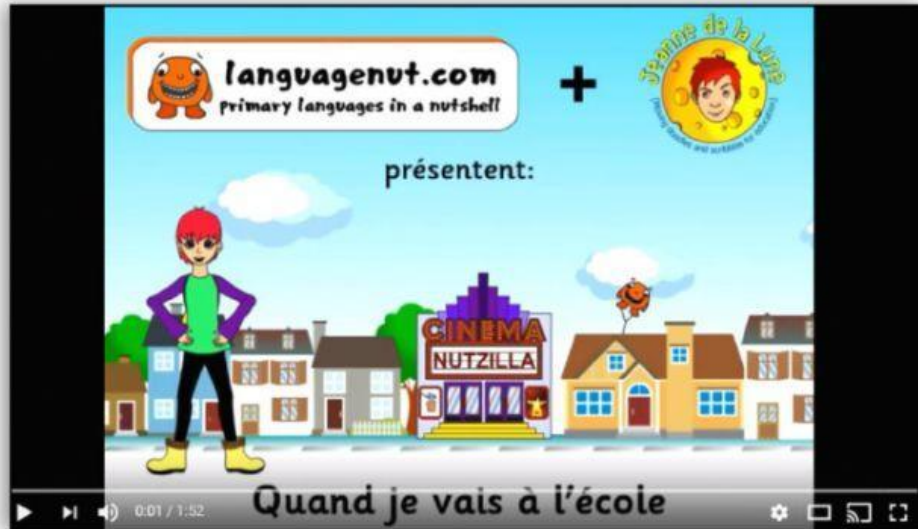 languagenut.com
primary languages in a nutshell
+
Jeanne de la Lune
présentent:
CINEMA
NUTZILLA
Quand je vais à l'école
0:01 / 1:52